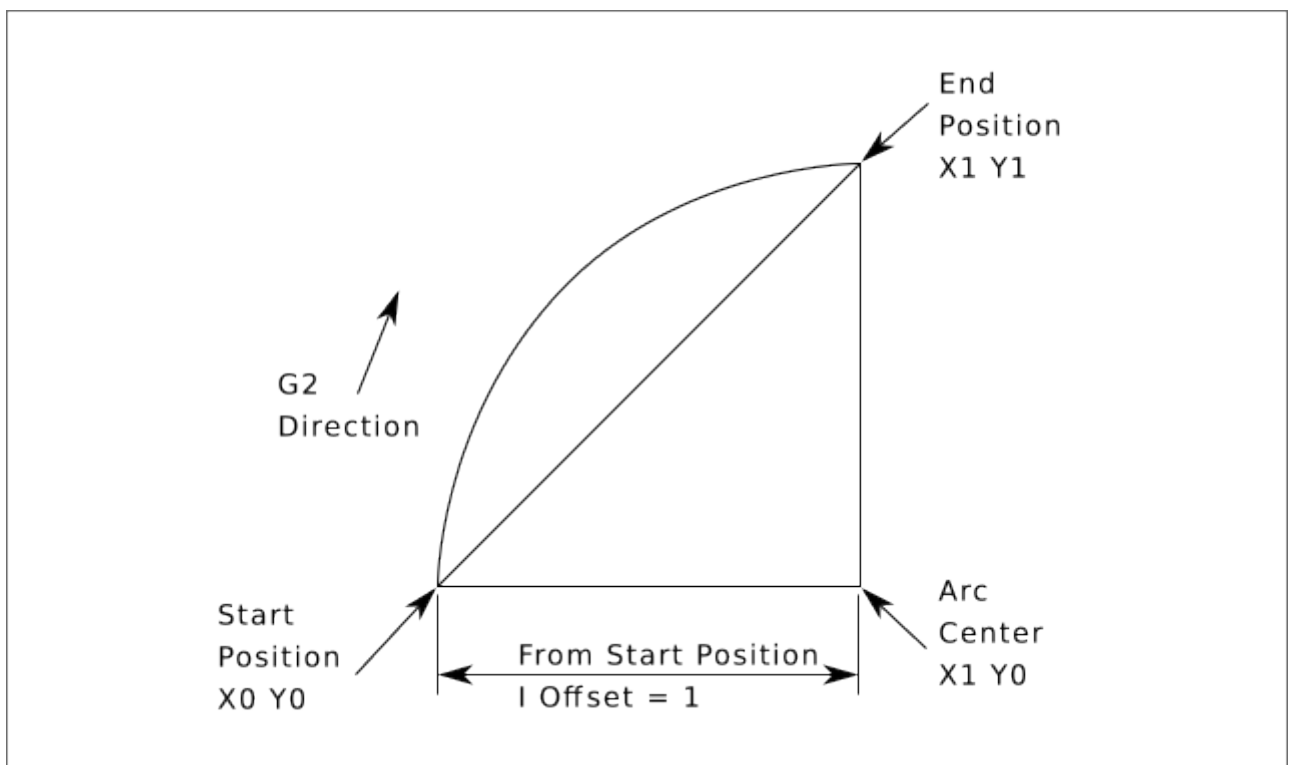 End
Position
X1 Y1
G2
Direction
Start
Position
X0 Y0
From Start Position
I Offset = 1
Arc
Center
X1 Y0